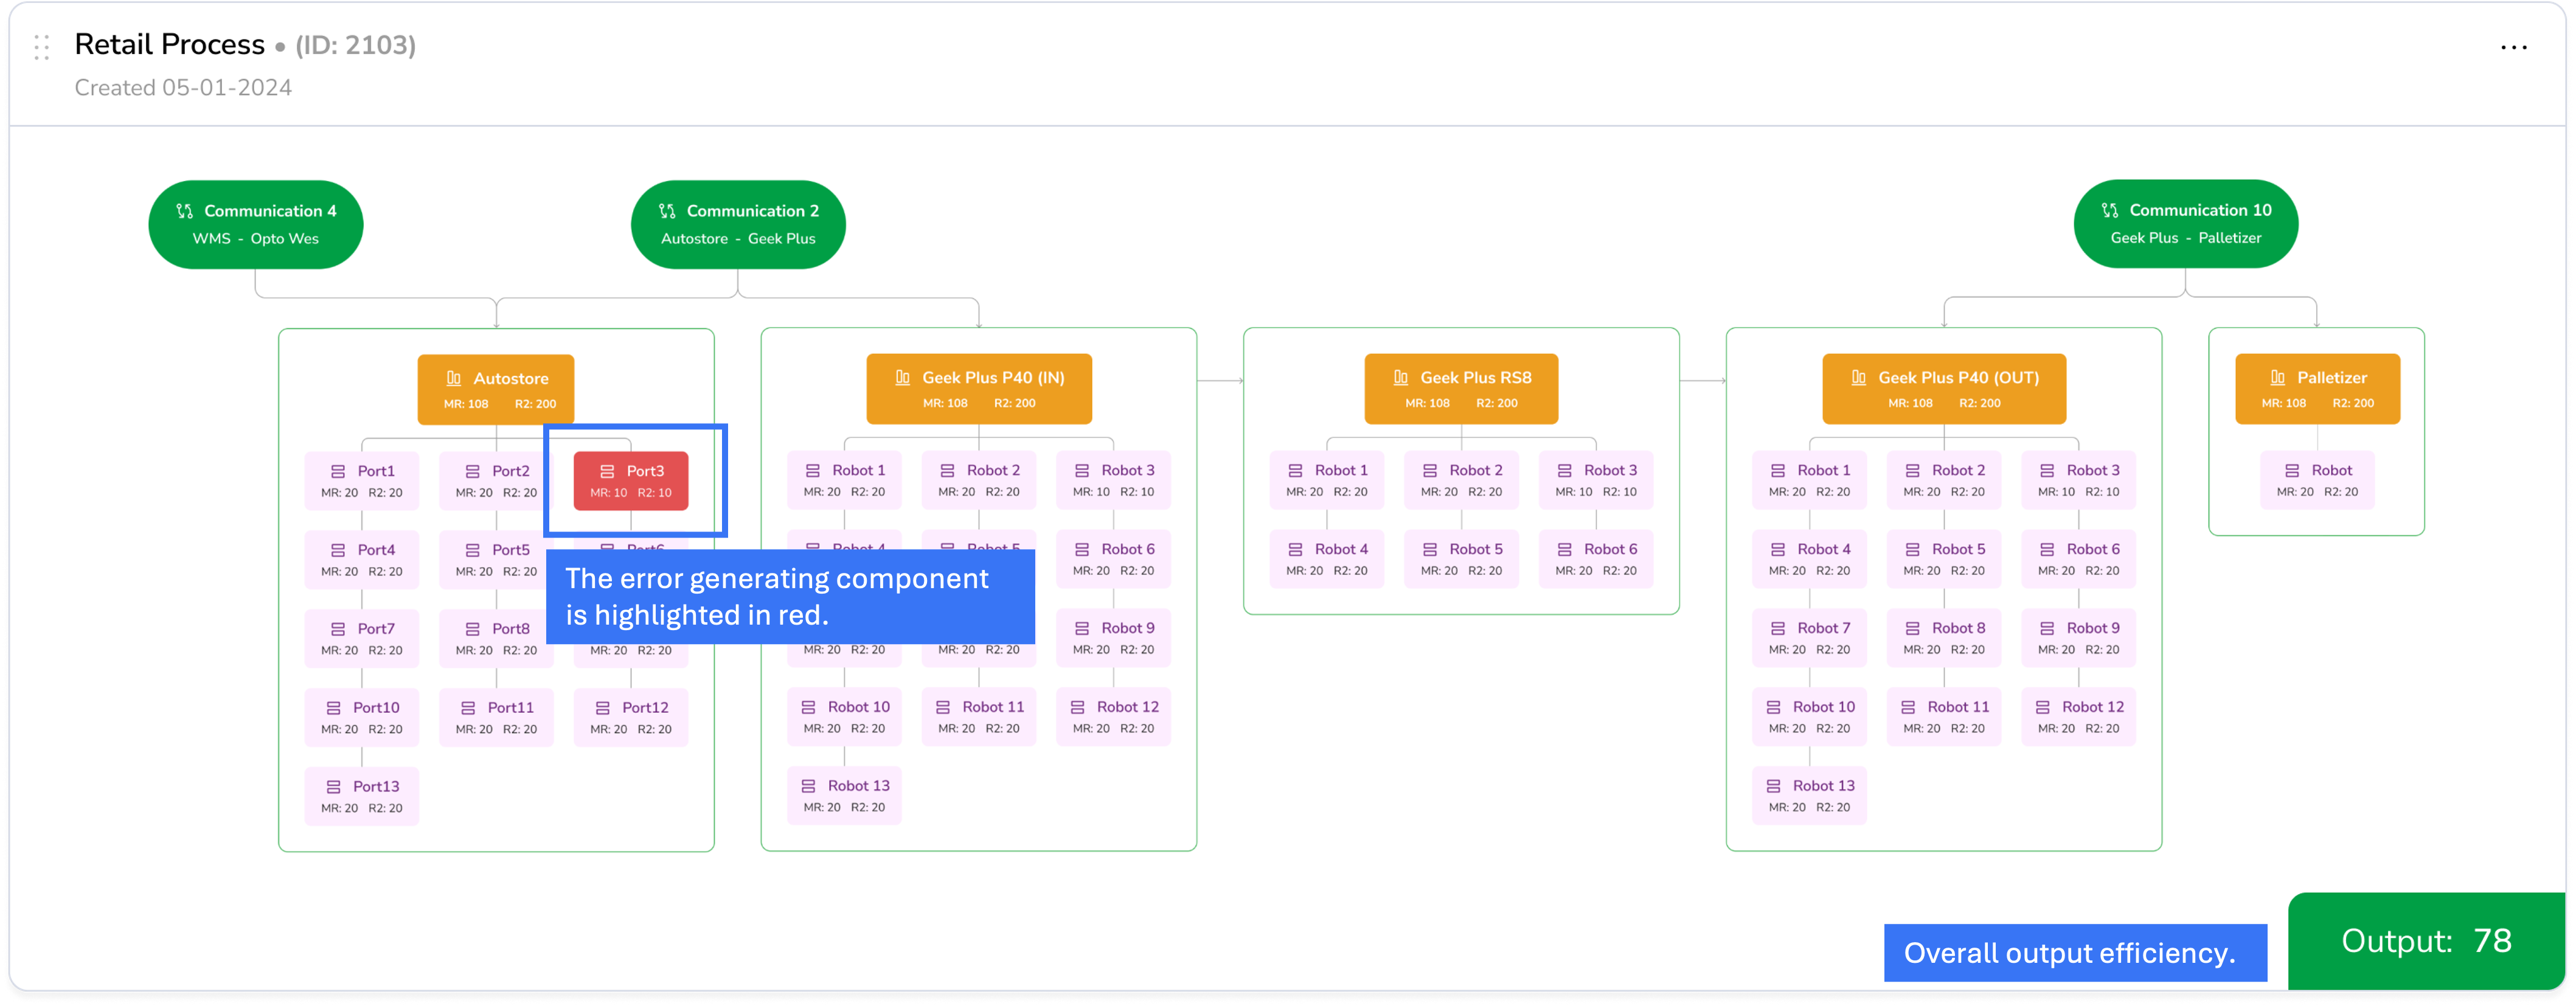 Retail Process • (ID: 2103)
Created 05-01-2024
...
Communication 4
WMS - Opto Wes
Communication 2
Autostore - Geek Plus
Communication 10
Geek Plus - Palletizer
Autostore
MR: 108 R2: 200
Port1
MR: 20 R2: 20
Port2
MR: 20 R2: 20
Port3
MR: 10 R2: 10
Port4
MR: 20 R2: 20
Port5
MR: 20 R2: 20
Port6
The error generating component
is highlighted in red.
Port7
MR: 20 R2: 20
Port8
MR: 20 R2: 20
MR: 20 R2: 20
Port10
MR: 20 R2: 20
Port11
MR: 20 R2: 20
Port12
MR: 20 R2: 20
Port13
MR: 20 R2: 20
Geek Plus P40 (IN)
MR: 108 R2: 200
Robot 1
MR: 20 R2: 20
Robot 2
MR: 20 R2: 20
Robot 3
MR: 10 R2: 10
Robot 4
Robot 5
Robot 6
MR: 20 R2: 20
MR: 20 R2: 20
MR: 20 R2: 20
Robot 9
MR: 20 R2: 20
Robot 10
MR: 20 R2: 20
Robot 11
MR: 20 R2: 20
Robot 12
MR: 20 R2: 20
Robot 13
MR: 20 R2: 20
Geek Plus RS8
MR: 108 R2: 200
Robot 1
MR: 20 R2: 20
Robot 2
MR: 20 R2: 20
Robot 3
MR: 10 R2: 10
Robot 4
MR: 20 R2: 20
Robot 5
MR: 20 R2: 20
Robot 6
MR: 20 R2: 20
Geek Plus P40 (OUT)
MR: 108 R2: 200
Robot 1
MR: 20 R2: 20
Robot 2
MR: 20 R2: 20
Robot 3
MR: 10 R2: 10
Robot 4
MR: 20 R2: 20
Robot 5
MR: 20 R2: 20
Robot 6
MR: 20 R2: 20
Robot 7
MR: 20 R2: 20
Robot 8
MR: 20 R2: 20
Robot 9
MR: 20 R2: 20
Robot 10
MR: 20 R2: 20
Robot 11
MR: 20 R2: 20
Robot 12
MR: 20 R2: 20
Robot 13
MR: 20 R2: 20
Palletizer
MR: 108 R2: 200
Robot
MR: 20 R2: 20
Overall output efficiency.
Output: 78